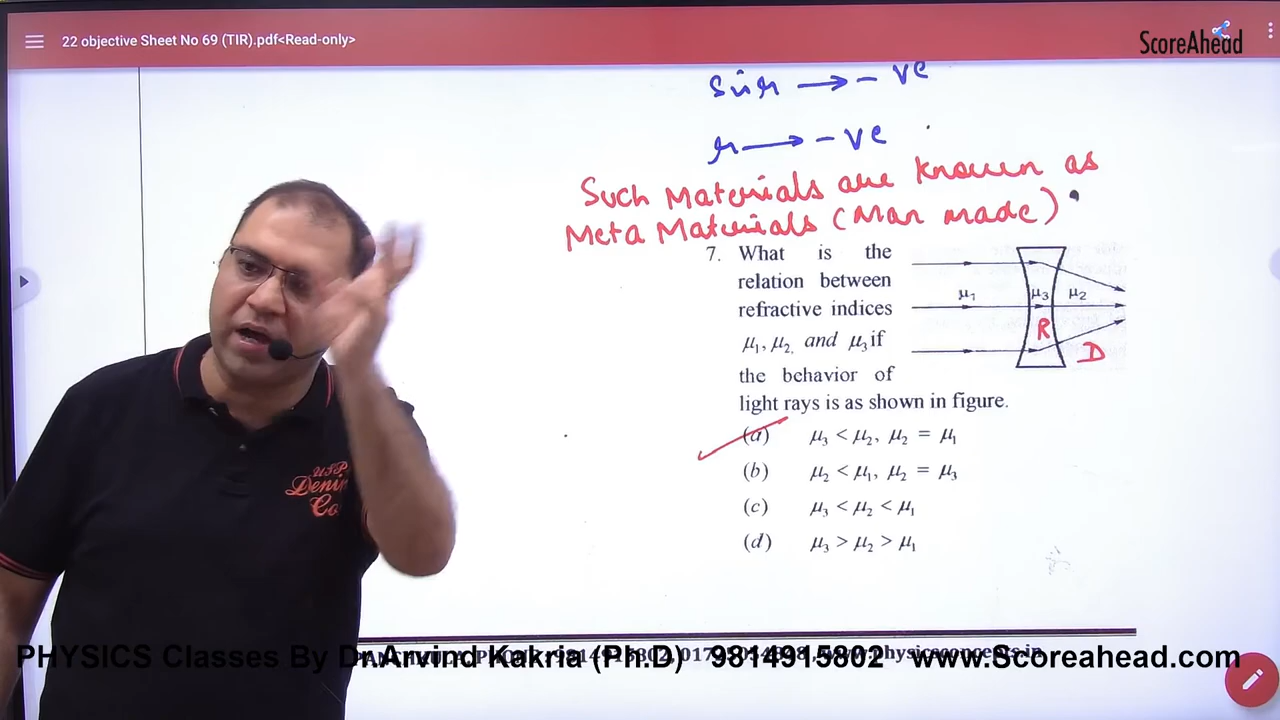 22 objective Sheet No 69 (TIR).pdf<Read-only>
ScoreAhead
sin r → - ve
r → - ve
Such Materials are known as
Meta Materials (Man made)
7. What is the
relation between
refractive indices
μ₁, μ₂, and μ₃ if
the behavior of
light rays is as shown in figure.
μ₁ μ₃ μ₂
R
D
(a) μ₃ < μ₂, μ₂ = μ₁
(b) μ₂ < μ₁, μ₂ = μ₃
(c) μ₃ < μ₂ < μ₁
(d) μ₃ > μ₂ > μ₁
USPA
Denim
Co.
PHYSICS Classes By Dr.Arvind Kakria (Ph.D) 9814915802 www.Scoreahead.com